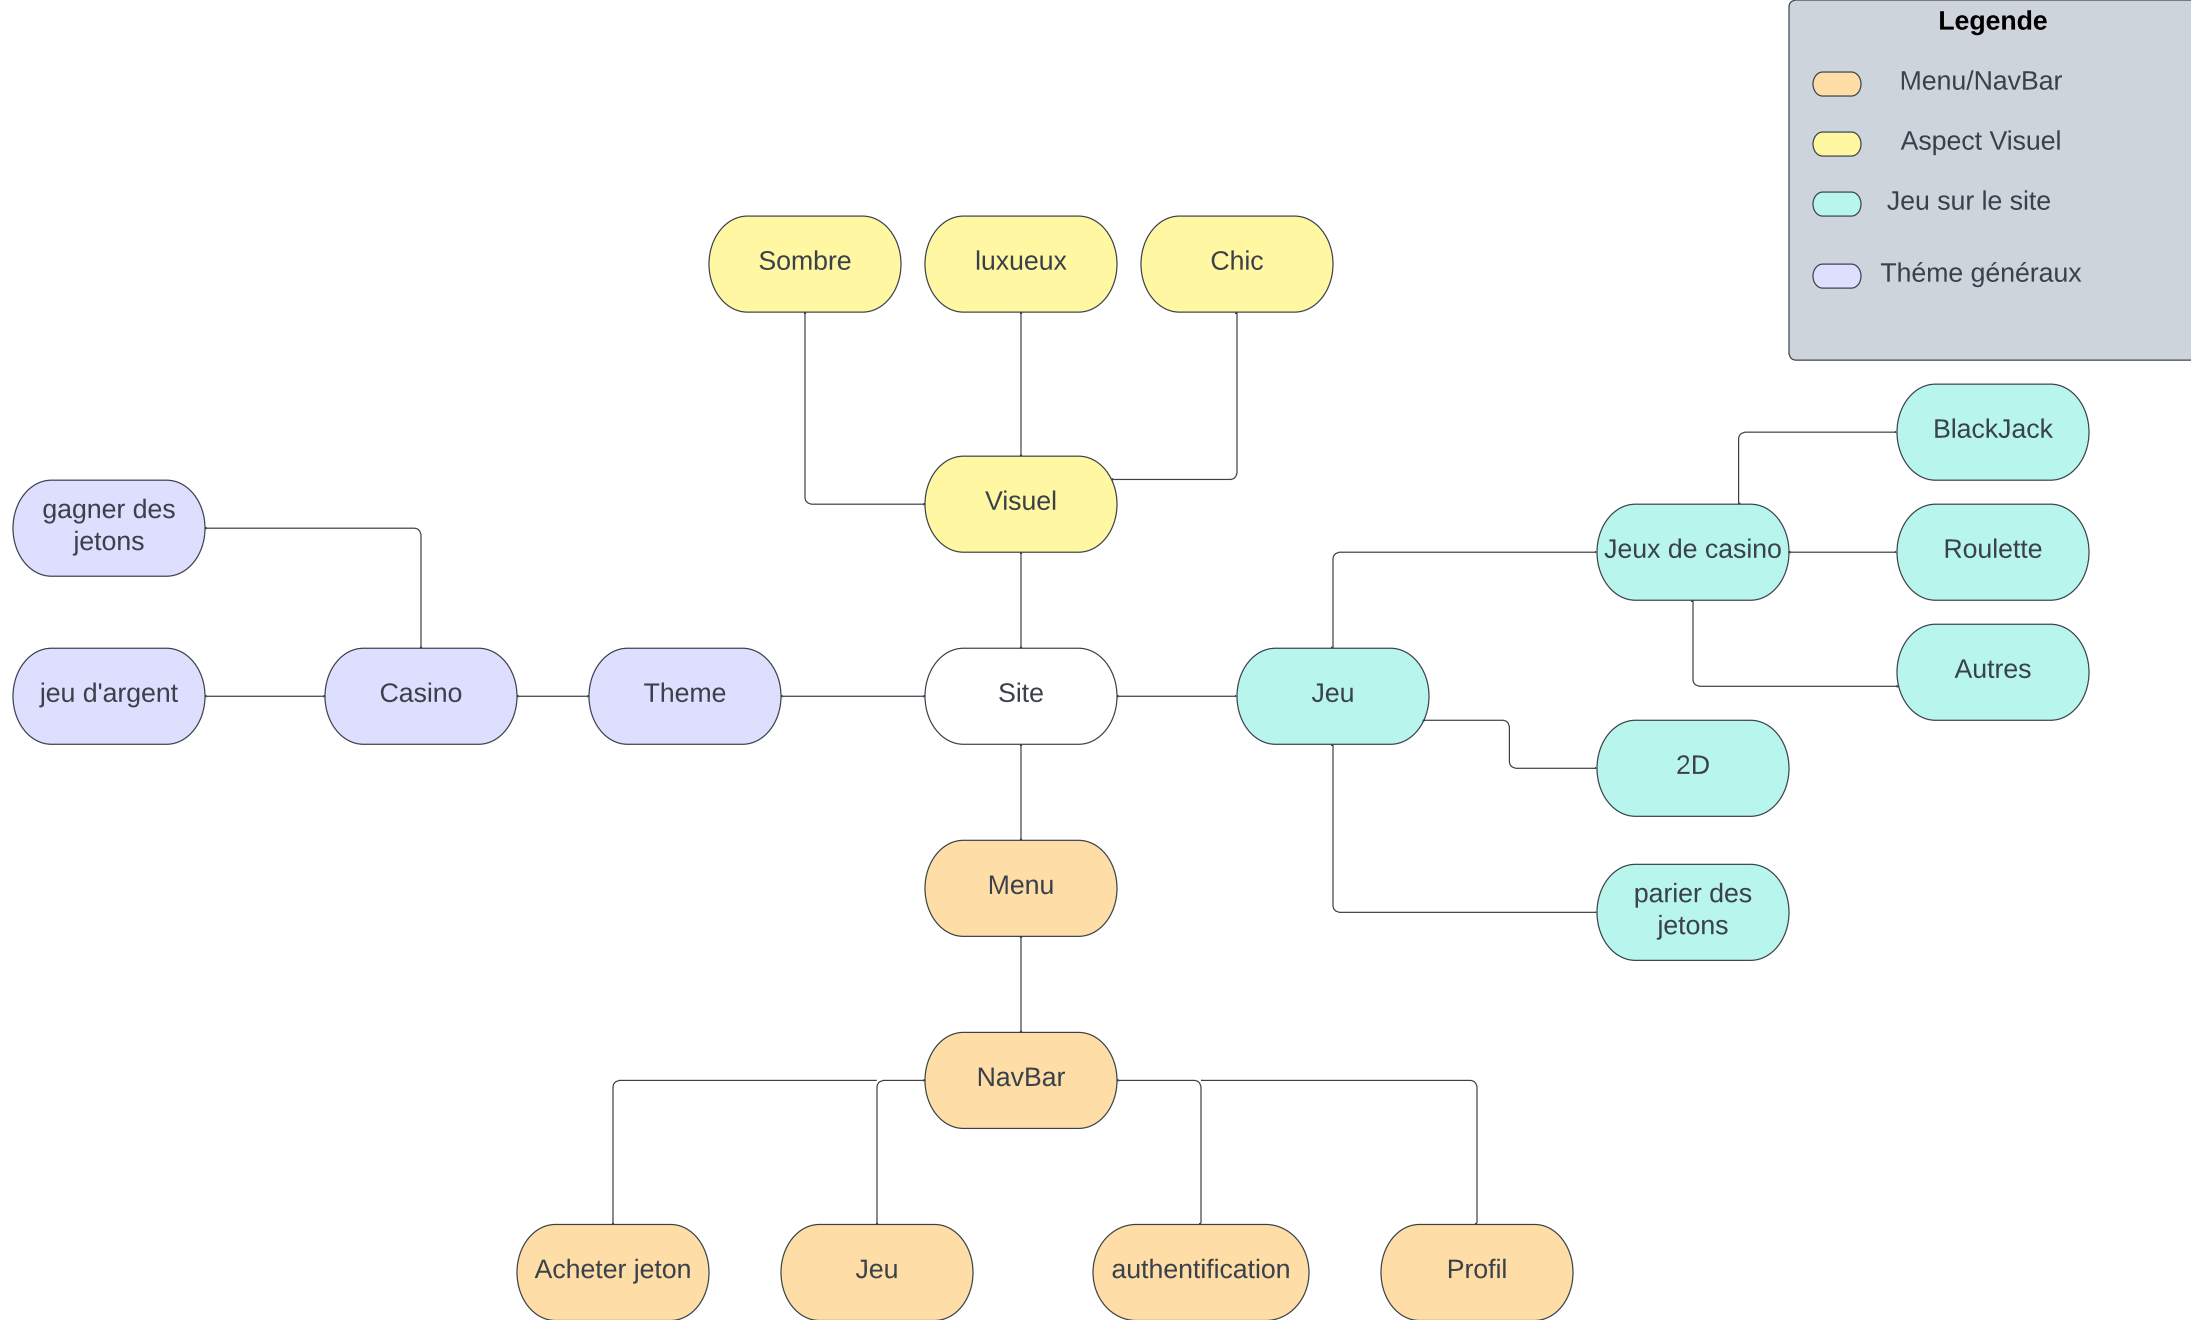 Legende
Menu/NavBar
Aspect Visuel
Jeu sur le site
Théme généraux
Sombre
luxueux
Chic
Visuel
gagner des
jetons
jeu d'argent
Casino
Theme
Site
Jeu
Jeux de casino
BlackJack
Roulette
Autres
2D
parier des
jetons
Menu
NavBar
Acheter jeton
Jeu
authentification
Profil